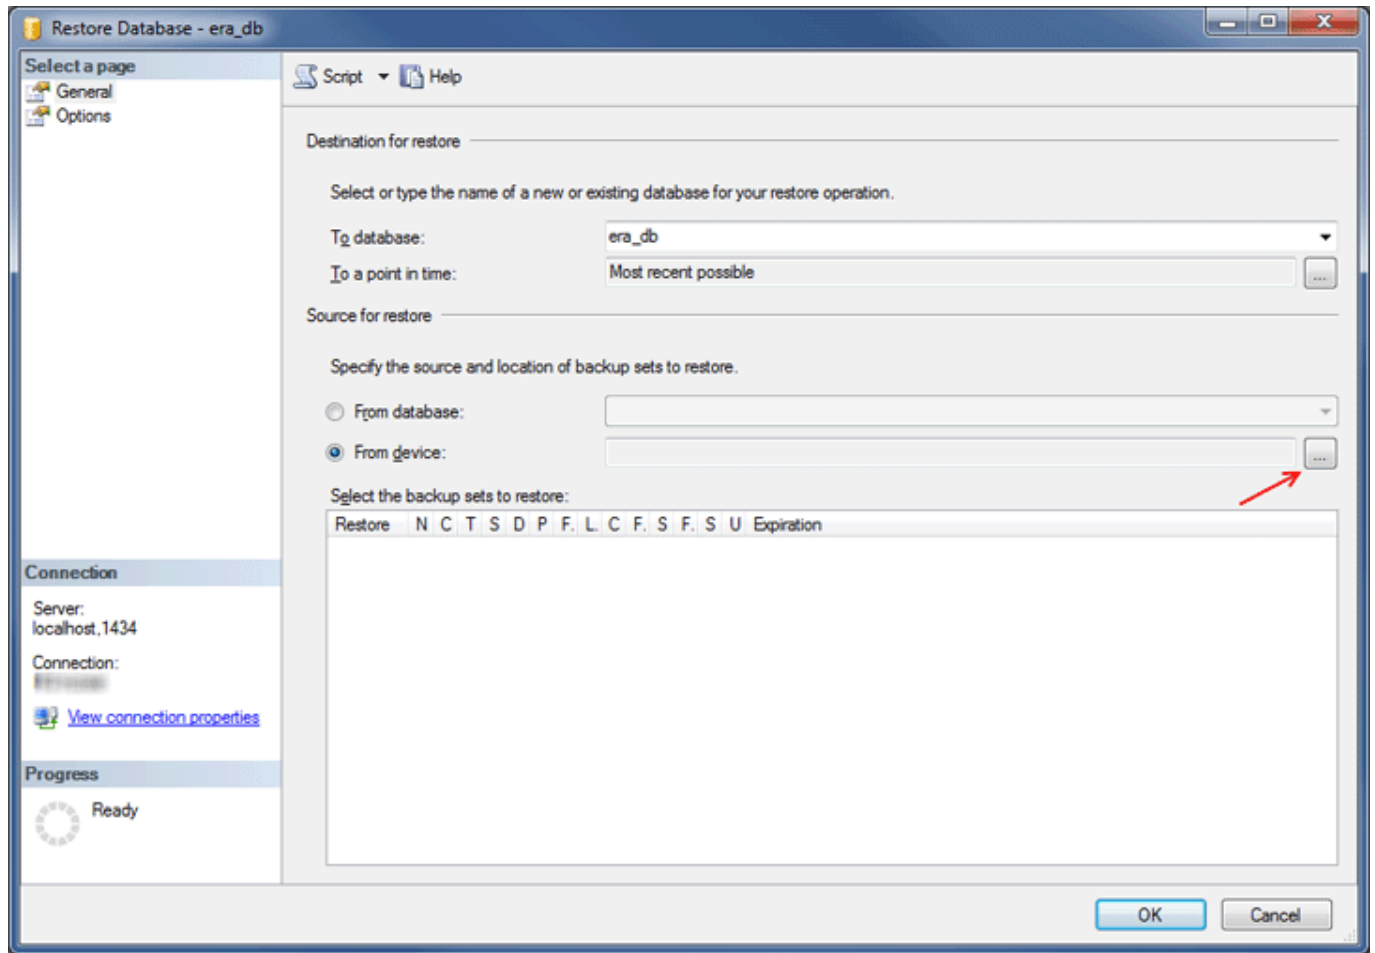 Restore Database - era_db
Select a page
General
Options
Script Help
Destination for restore
Select or type the name of a new or existing database for your restore operation.
To database: era_db
To a point in time: Most recent possible ...
Source for restore
Specify the source and location of backup sets to restore.
From database:
From device: ...
Select the backup sets to restore:
Restore N C T S D P F. L. C F. S F. S U Expiration
Connection
Server:
localhost,1434
Connection:
View connection properties
Progress
Ready
OK Cancel